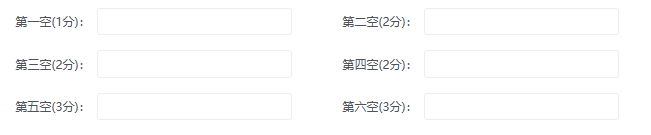 第一空(1分): 第二空(2分):
第三空(2分): 第四空(2分):
第五空(3分): 第六空(3分):